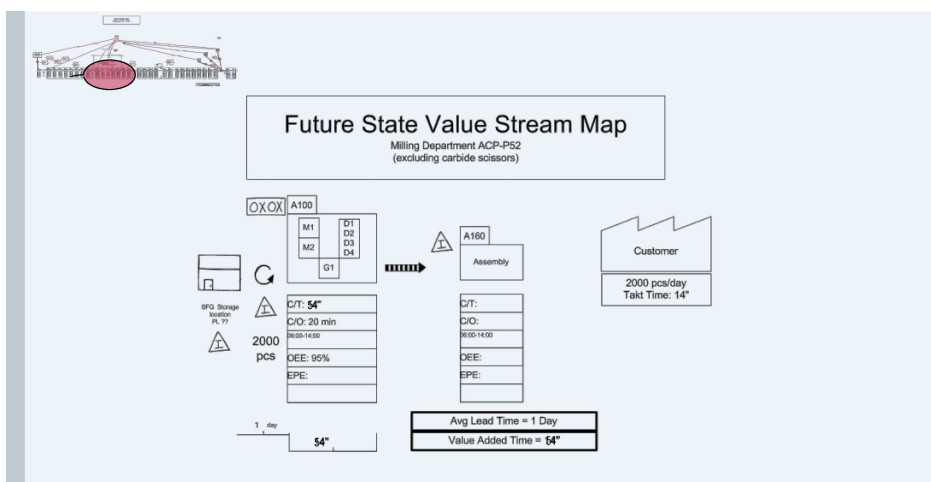 Future State Value Stream Map
Milling Department ACP-P52
(excluding carbide scissors)
OXOX
A100
M1
M2
D1
D2
D3
D4
G1
I
A160
Assembly
Customer
2000 pcs/day
Takt Time: 14"
SFG Storage
location
PL ??
I
I
2000
pcs
C/T: 54"
C/O: 20 min
06:00-14:00
OEE: 95%
EPE:
C/T:
C/O:
06:00-14:00
OEE:
EPE:
1 day
54"
Avg Lead Time = 1 Day
Value Added Time = 54"